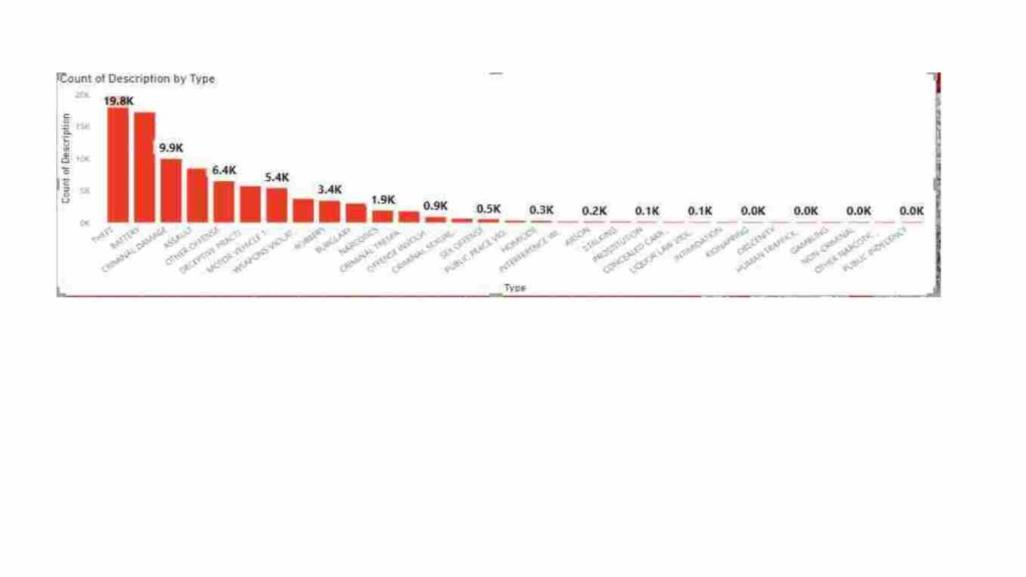 Count of Description by Type
Count of Description
20K
15K
10K
5K
0K
19.8K
9.9K
6.4K
5.4K
3.4K
1.9K
0.9K
0.5K
0.3K
0.2K
0.1K
0.1K
0.0K
0.0K
0.0K
0.0K
THEFT
BATTERY
CRIMINAL DAMAGE
ASSAULT
OTHER OFFENSE
DECEPTIVE PRACTI...
MOTOR VEHICLE T...
WEAPONS VIOLAT...
ROBBERY
BURGLARY
NARCOTICS
CRIMINAL TRESPA...
OFFENSE INVOLVI...
CRIMINAL SEXUAL...
SEX OFFENSE
PUBLIC PEACE VIO...
HOMICIDE
INTERFERENCE WI...
ARSON
STALKING
PROSTITUTION
CONCEALED CARR...
LIQUOR LAW VIOL...
INTIMIDATION
KIDNAPPING
OBSCENITY
HUMAN TRAFFICK...
GAMBLING
NON-CRIMINAL
OTHER NARCOTIC ...
PUBLIC INDECENCY
Type